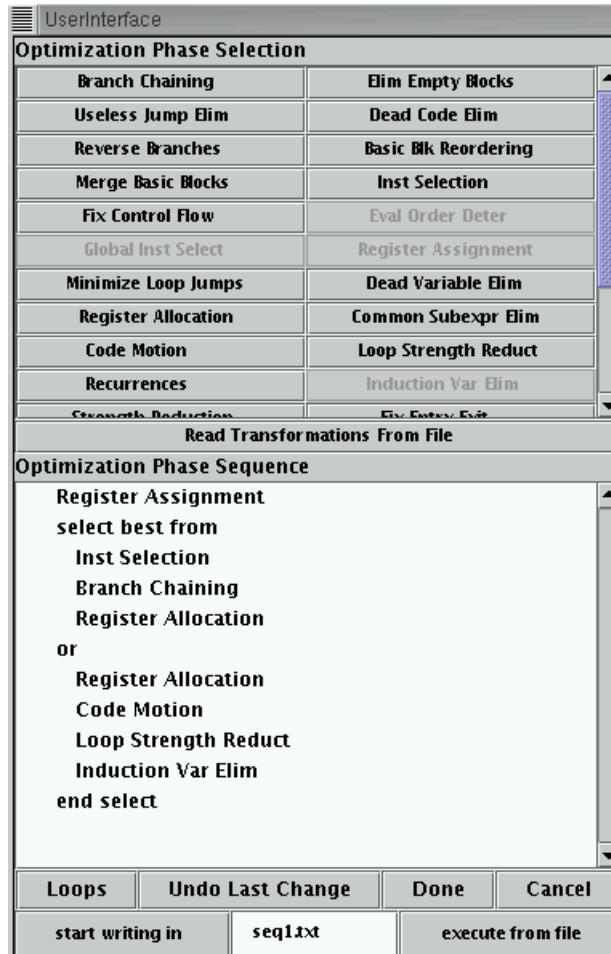 UserInterface
Optimization Phase Selection
Branch Chaining Elim Empty Blocks
Useless Jump Elim Dead Code Elim
Reverse Branches Basic Blk Reordering
Merge Basic Blocks Inst Selection
Fix Control Flow Eval Order Deter
Global Inst Select Register Assignment
Minimize Loop Jumps Dead Variable Elim
Register Allocation Common Subexpr Elim
Code Motion Loop Strength Reduct
Recurrences Induction Var Elim
Strength Reduction Fix Entry Exit
Read Transformations From File
Optimization Phase Sequence
Register Assignment
select best from
Inst Selection
Branch Chaining
Register Allocation
or
Register Allocation
Code Motion
Loop Strength Reduct
Induction Var Elim
end select
Loops Undo Last Change Done Cancel
start writing in seq1.txt execute from file